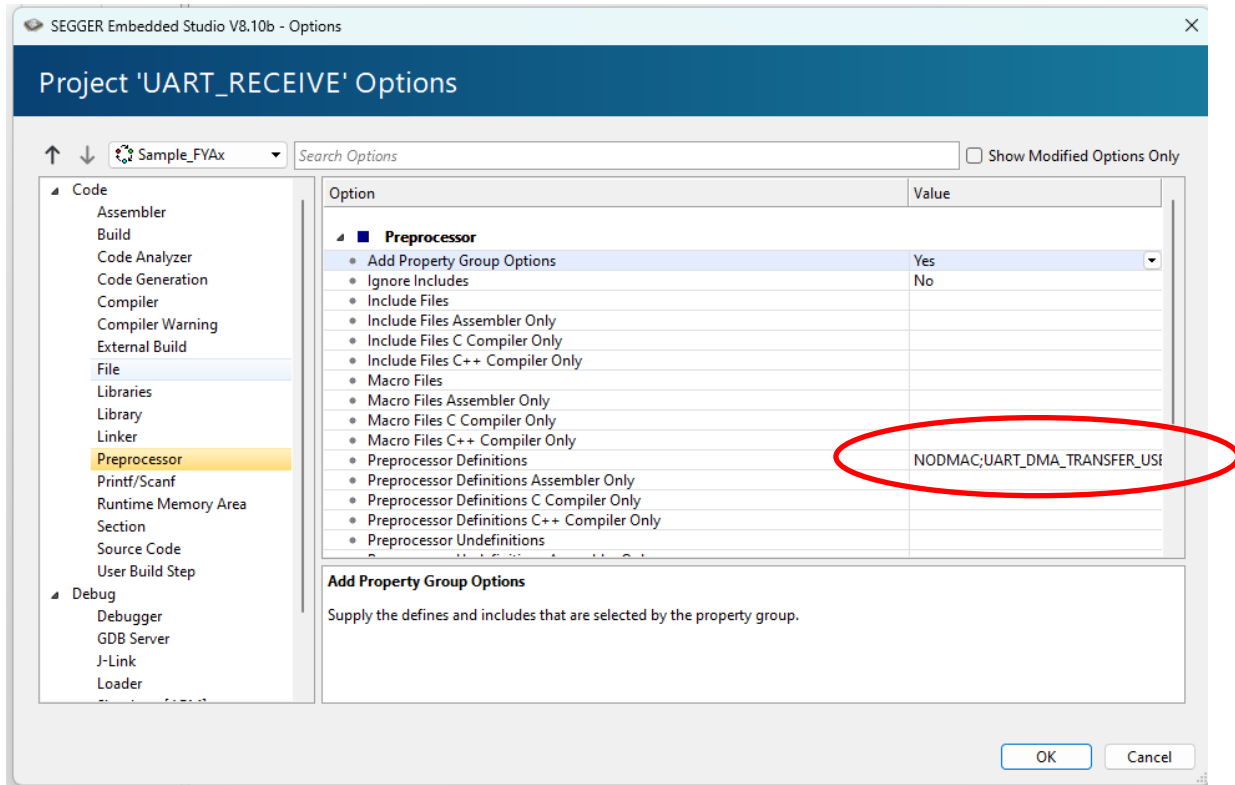 SEGGER Embedded Studio V8.10b - Options
Project 'UART_RECEIVE' Options
Sample_FYAx
Search Options
Show Modified Options Only
Code
Assembler
Build
Code Analyzer
Code Generation
Compiler
Compiler Warning
External Build
File
Libraries
Library
Linker
Preprocessor
Printf/Scanf
Runtime Memory Area
Section
Source Code
User Build Step
Debug
Debugger
GDB Server
J-Link
Loader
Option Value
Preprocessor
Add Property Group Options Yes
Ignore Includes No
Include Files
Include Files Assembler Only
Include Files C Compiler Only
Include Files C++ Compiler Only
Macro Files
Macro Files Assembler Only
Macro Files C Compiler Only
Macro Files C++ Compiler Only
Preprocessor Definitions NODMAC;UART_DMA_TRANSFER_USE
Preprocessor Definitions Assembler Only
Preprocessor Definitions C Compiler Only
Preprocessor Definitions C++ Compiler Only
Preprocessor Undefinitions
Add Property Group Options
Supply the defines and includes that are selected by the property group.
OK Cancel